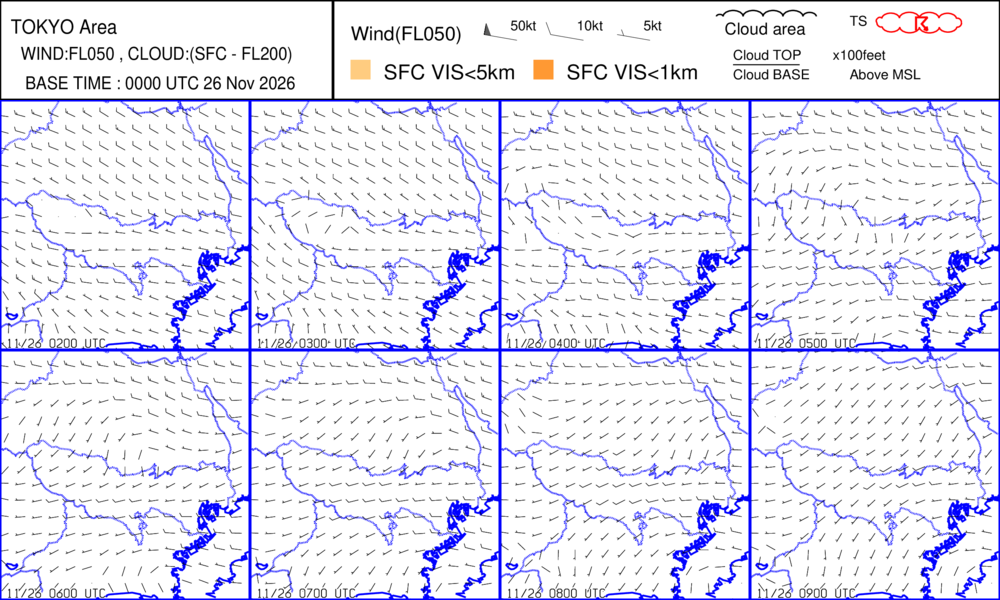 TOKYO Area
WIND:FL050 , CLOUD:(SFC - FL200)
BASE TIME : 0000 UTC 26 Nov 2026
Wind(FL050)
50kt
10kt
5kt
SFC VIS<5km
SFC VIS<1km
Cloud area
Cloud TOP
Cloud BASE
x100feet
Above MSL
TS
11/26 0200 UTC
11/26 0300 UTC
11/26 0400 UTC
11/26 0500 UTC
11/26 0600 UTC
11/26 0700 UTC
11/26 0800 UTC
11/26 0900 UTC